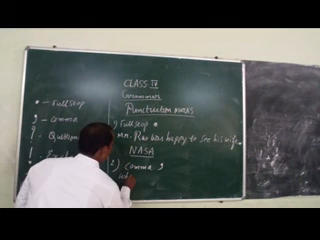 CLASS IV
Grammar
Punctuation marks
. - Full stop
, - Comma
! -
? - Question
1) Full stop .
Mr. Rao was happy to see his wife.
NASA
2) Comma ,